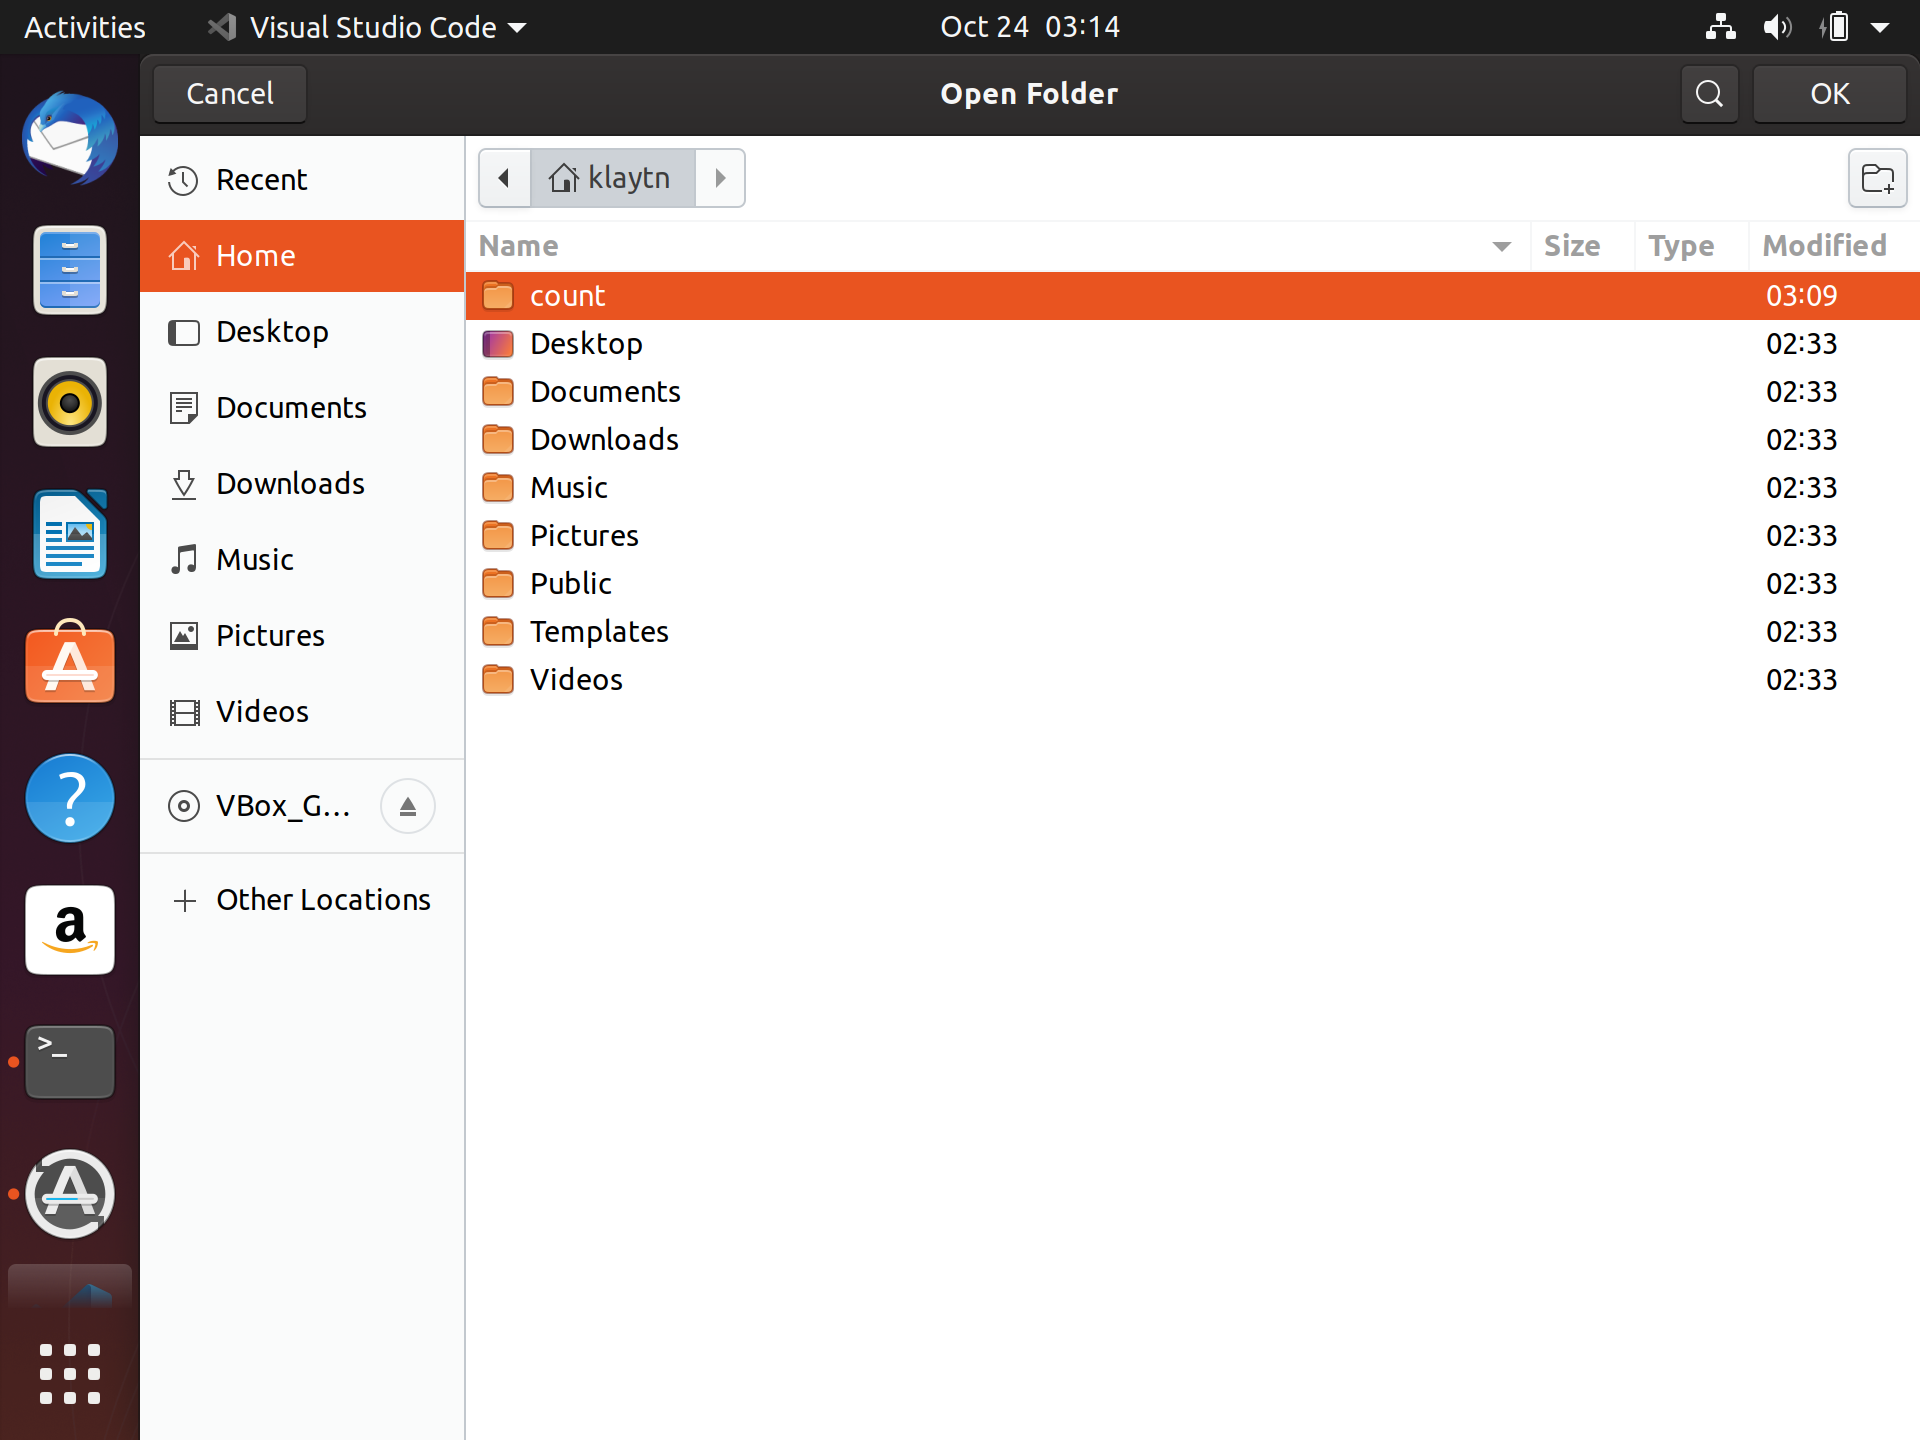 Activities Visual Studio Code Oct 24 03:14
Cancel Open Folder OK
Recent
Home
Desktop
Documents
Downloads
Music
Pictures
Videos
VBox_G...
Other Locations
klaytn
Name Size Type Modified
count 03:09
Desktop 02:33
Documents 02:33
Downloads 02:33
Music 02:33
Pictures 02:33
Public 02:33
Templates 02:33
Videos 02:33
?
a
>_